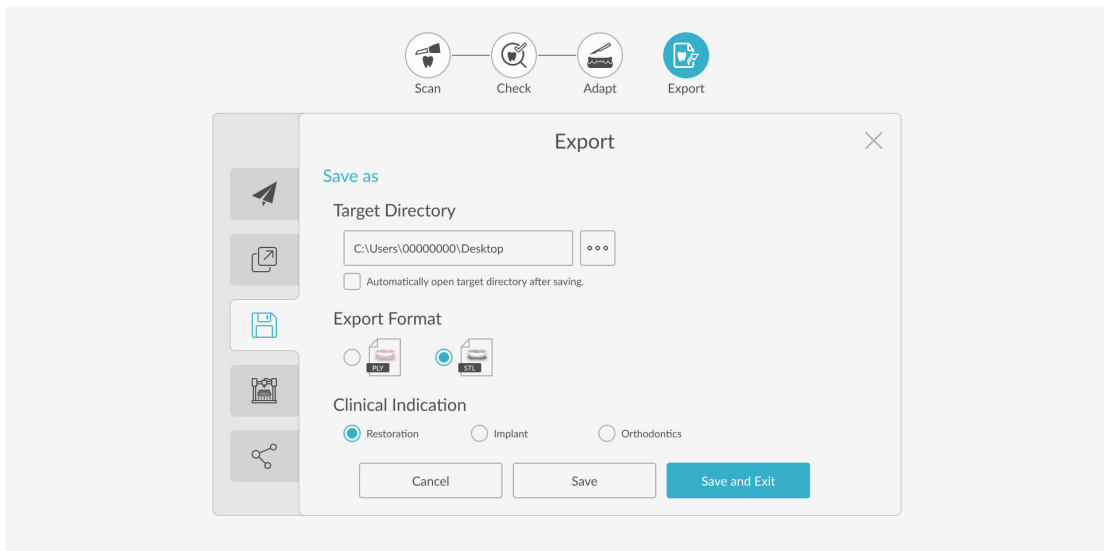 Scan Check Adapt Export
Export
Save as
Target Directory
C:\Users\00000000\Desktop
Automatically open target directory after saving.
Export Format
PLY STL
Clinical Indication
Restoration Implant Orthodontics
Cancel Save Save and Exit